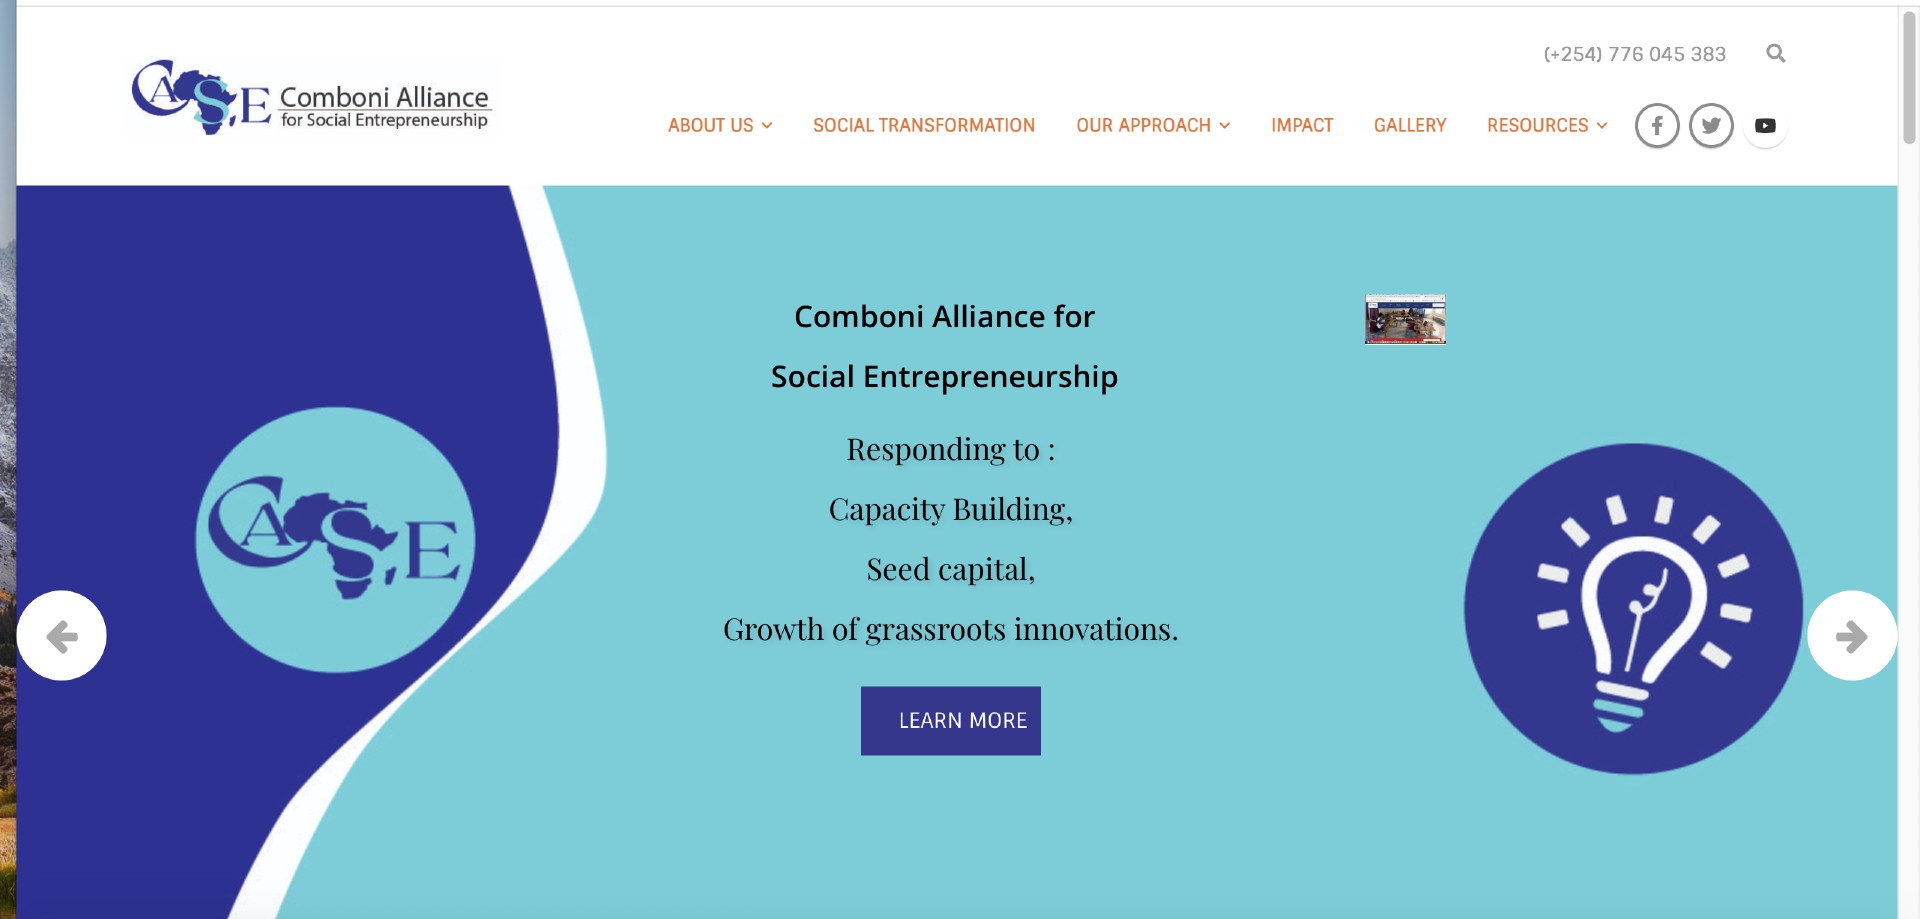 (+254) 776 045 383
CASE Comboni Alliance
for Social Entrepreneurship
ABOUT US SOCIAL TRANSFORMATION OUR APPROACH IMPACT GALLERY RESOURCES
Comboni Alliance for
Social Entrepreneurship
Responding to :
Capacity Building,
CASE
Seed capital,
Growth of grassroots innovations.
LEARN MORE